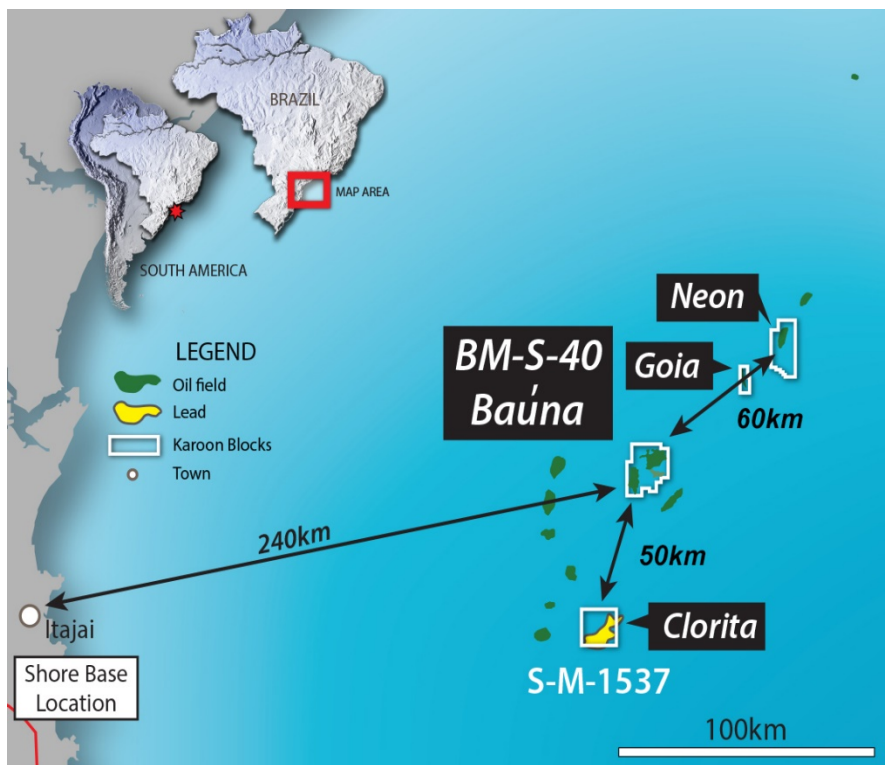 BRAZIL
MAP AREA
SOUTH AMERICA
LEGEND
Oil field
Lead
Karoon Blocks
Town
Neon
BM-S-40
Baúna
Goia
60km
240km
50km
Itajai
Clorita
Shore Base
Location
S-M-1537
100km